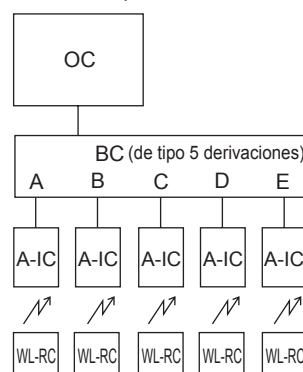 OC
BC (de tipo 5 derivaciones)
A B C D E
A-IC A-IC A-IC A-IC A-IC
WL-RC WL-RC WL-RC WL-RC WL-RC